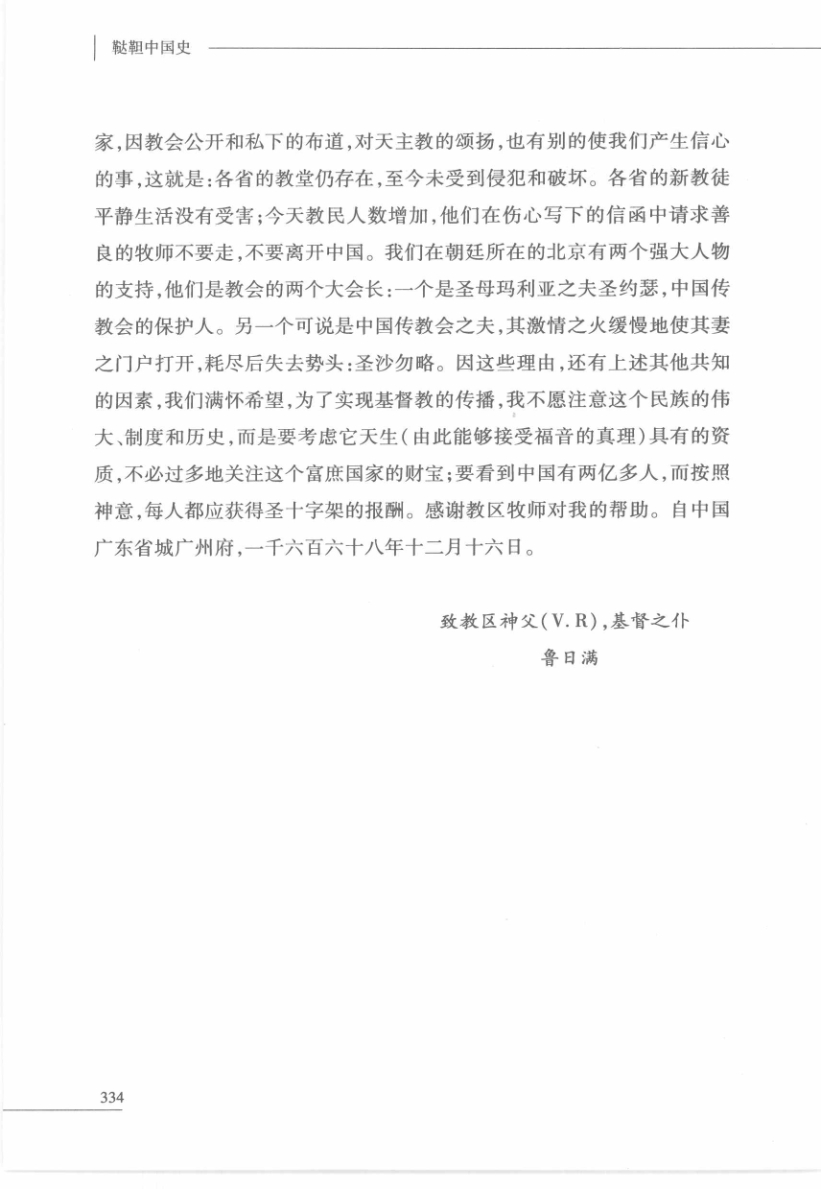 鞑靼中国史
家,因教会公开和私下的布道,对天主教的颂扬,也有别的使我们产生信心
的事,这就是:各省的教堂仍存在,至今未受到侵犯和破坏。各省的新教徒
平静生活没有受害;今天教民人数增加,他们在伤心写下的信函中请求善
良的牧师不要走,不要离开中国。我们在朝廷所在的北京有两个强大人物
的支持,他们是教会的两个大会长:一个是圣母玛利亚之夫圣约瑟,中国传
教会的保护人。另一个可说是中国传教会之夫,其激情之火缓慢地使其妻
之门户打开,耗尽后失去势头:圣沙勿略。因这些理由,还有上述其他共知
的因素,我们满怀希望,为了实现基督教的传播,我不愿注意这个民族的伟
大、制度和历史,而是要考虑它天生(由此能够接受福音的真理)具有的资
质,不必过多地关注这个富庶国家的财宝;要看到中国有两亿多人,而按照
神意,每人都应获得圣十字架的报酬。感谢教区牧师对我的帮助。自中国
广东省城广州府,一千六百六十八年十二月十六日。
致教区神父(V.R),基督之仆
鲁日满
334